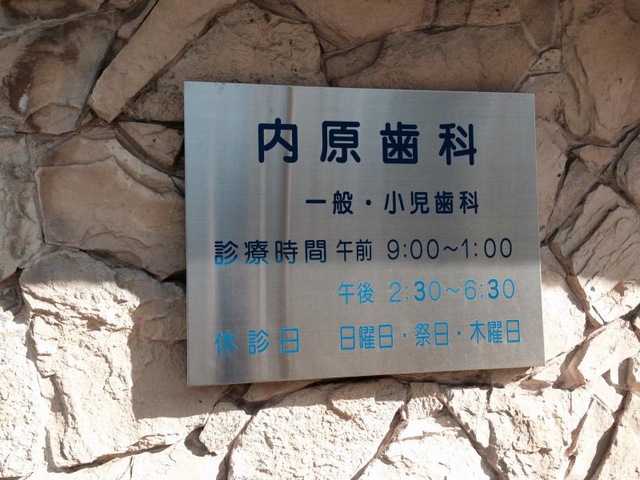 内原歯科
一般・小児歯科
診療時間 午前 9:00〜1:00
午後 2:30〜6:30
休診日 日曜日・祭日・木曜日